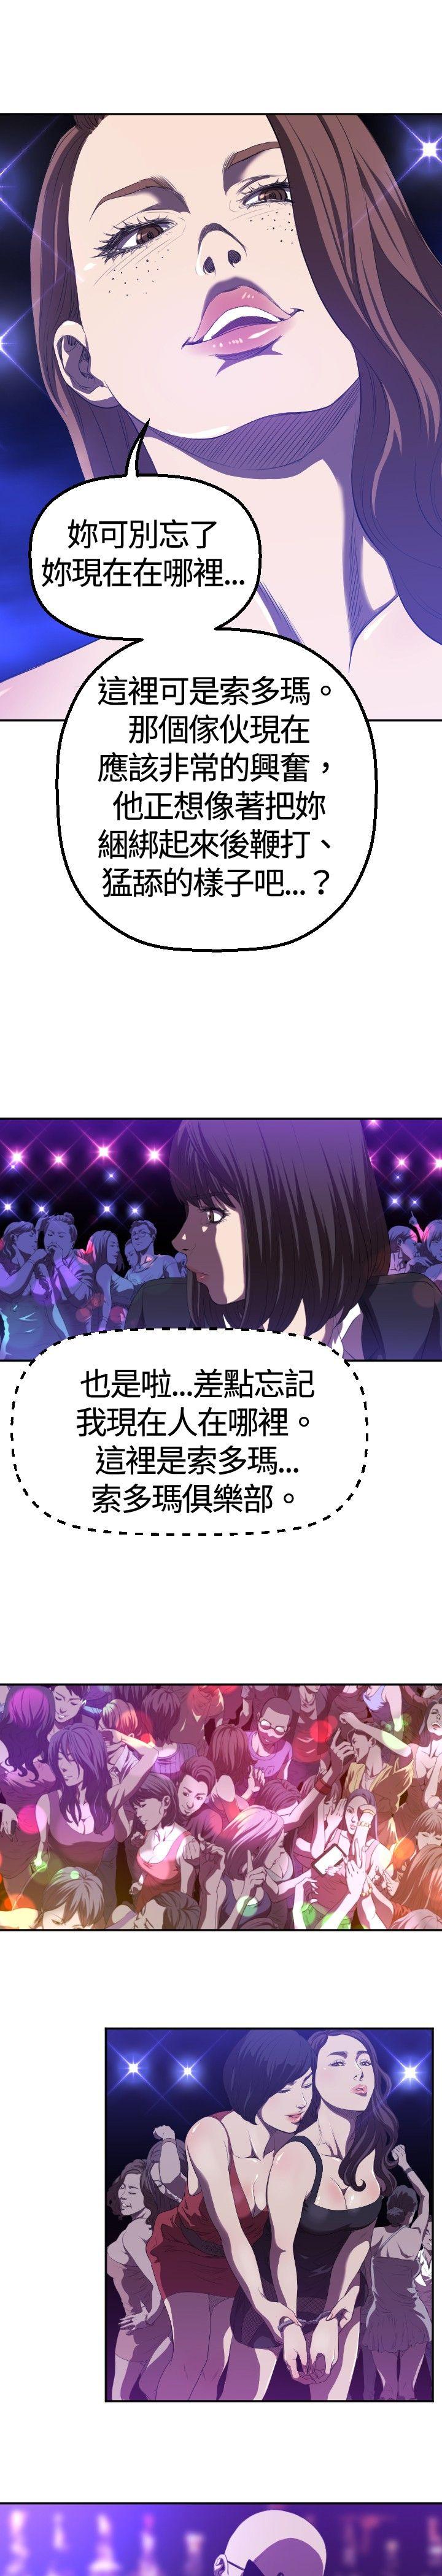 妳可別忘了
妳現在在哪裡...
這裡可是索多瑪。
那個傢伙現在
應該非常的興奮，
他正想像著把妳
綑綁起來後鞭打、
猛舔的樣子吧...？
也是啦...差點忘記
我現在人在哪裡。
這裡是索多瑪...
索多瑪俱樂部。